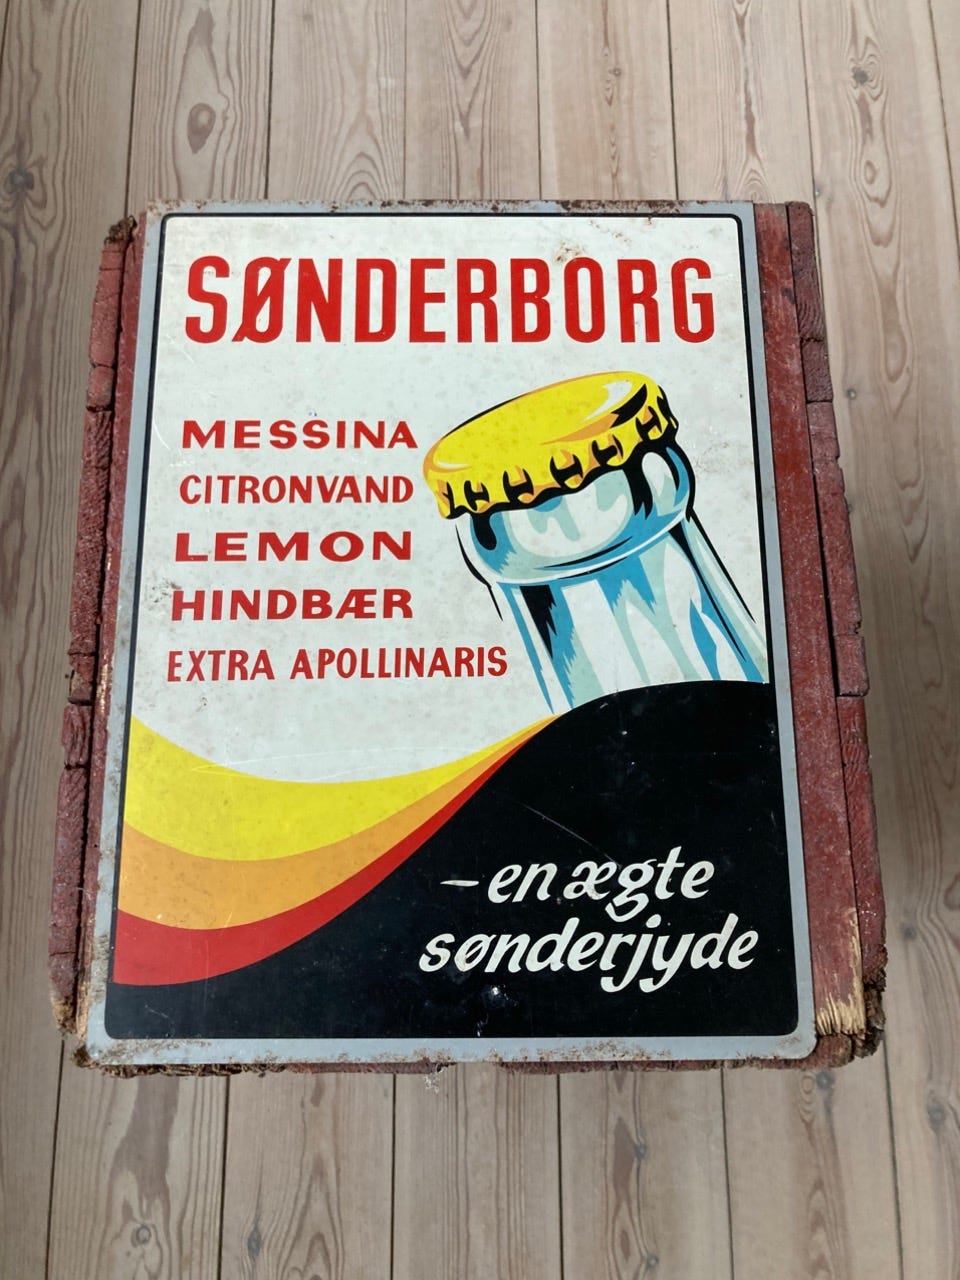 SØNDERBORG
MESSINA
CITRONVAND
LEMON
HINDBÆR
EXTRA APOLLINARIS
– en ægte
sønderjyde